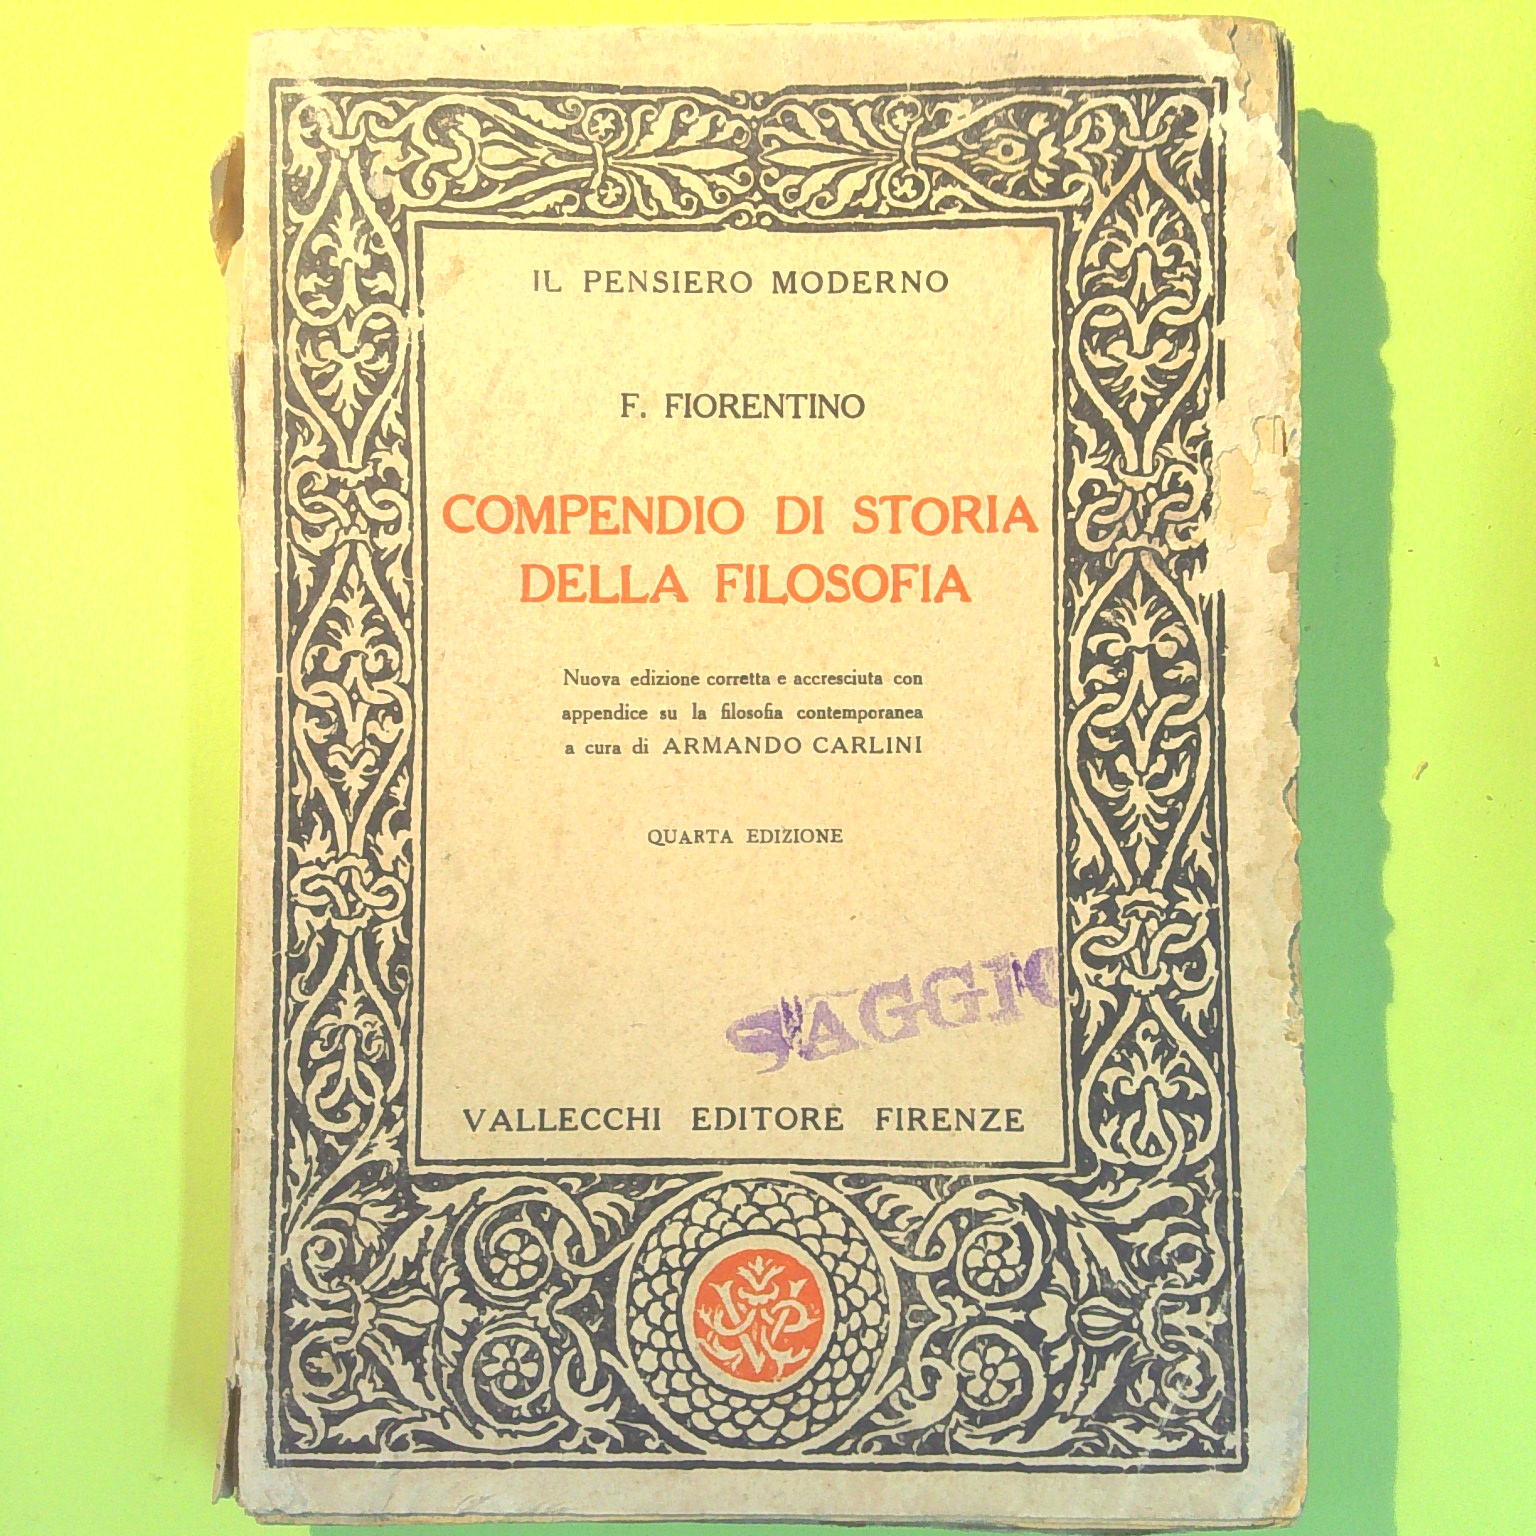 IL PENSIERO MODERNO
F. FIORENTINO
COMPENDIO DI STORIA
DELLA FILOSOFIA
Nuova edizione corretta e accresciuta con
appendice su la filosofia contemporanea
a cura di ARMANDO CARLINI
QUARTA EDIZIONE
SAGGIO
VALLECCHI EDITORE FIRENZE